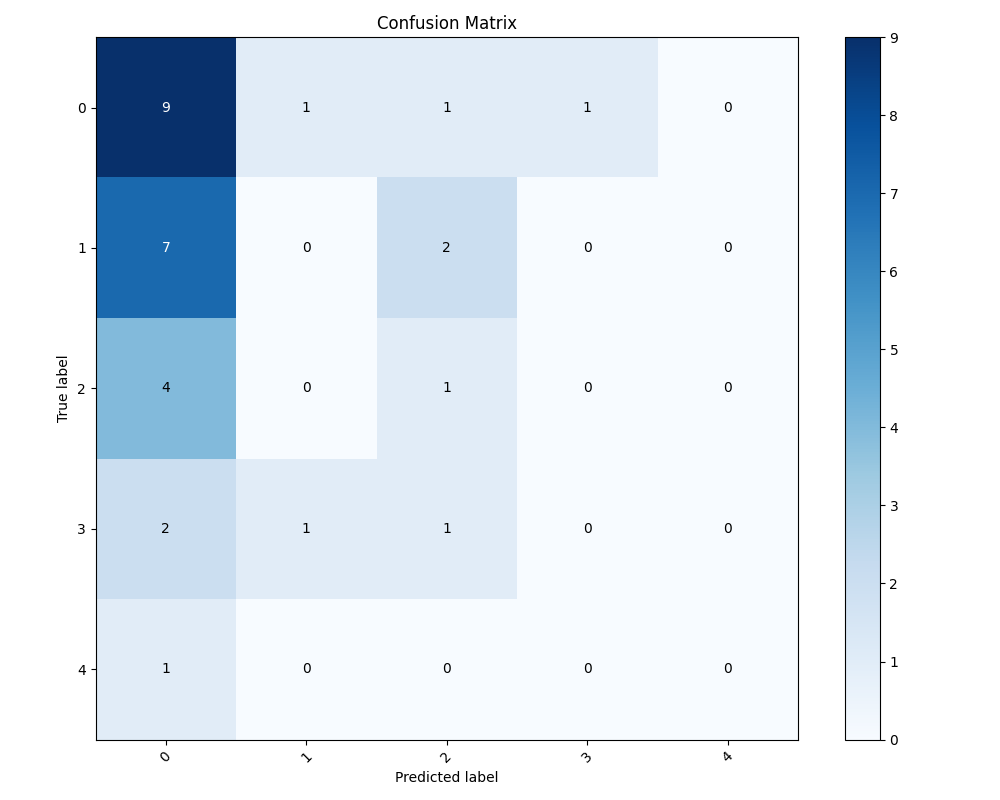 Confusion Matrix
0 9 1 1 1 0
1 7 0 2 0 0
2 4 0 1 0 0
3 2 1 1 0 0
4 1 0 0 0 0
0 1 2 3 4
True label
Predicted label
9
8
7
6
5
4
3
2
1
0